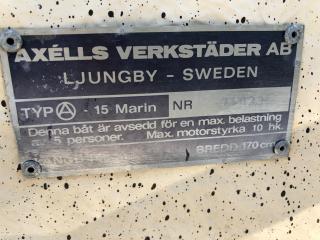 AXÉLLS VERKSTÄDER AB
LJUNGBY - SWEDEN
TYP Ⓐ - 15 Marin NR
Denna båt är avsedd för en max. belastning
av 5 personer. Max. motorstyrka 10 hk.
BREDD 170 cm